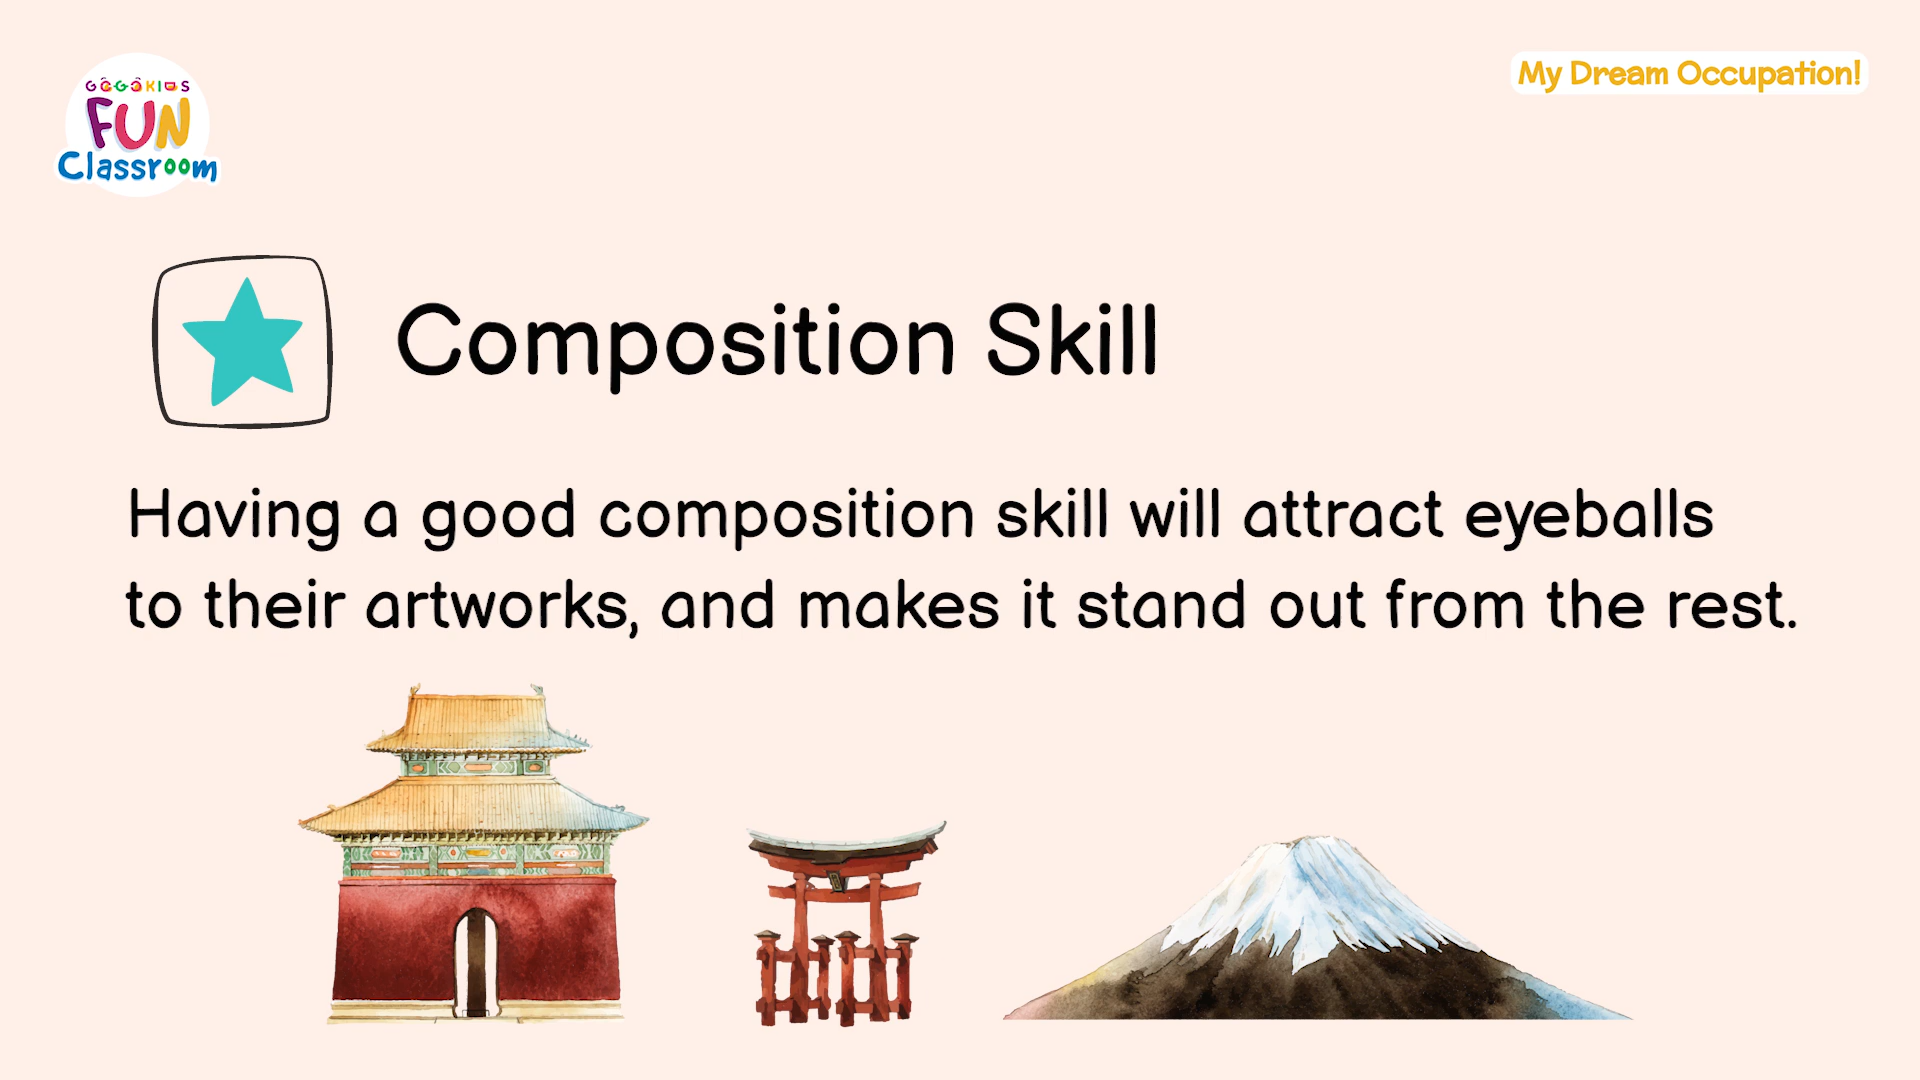 GOGOKIDS
FUN
Classroom
My Dream Occupation!
Composition Skill
Having a good composition skill will attract eyeballs
to their artworks, and makes it stand out from the rest.